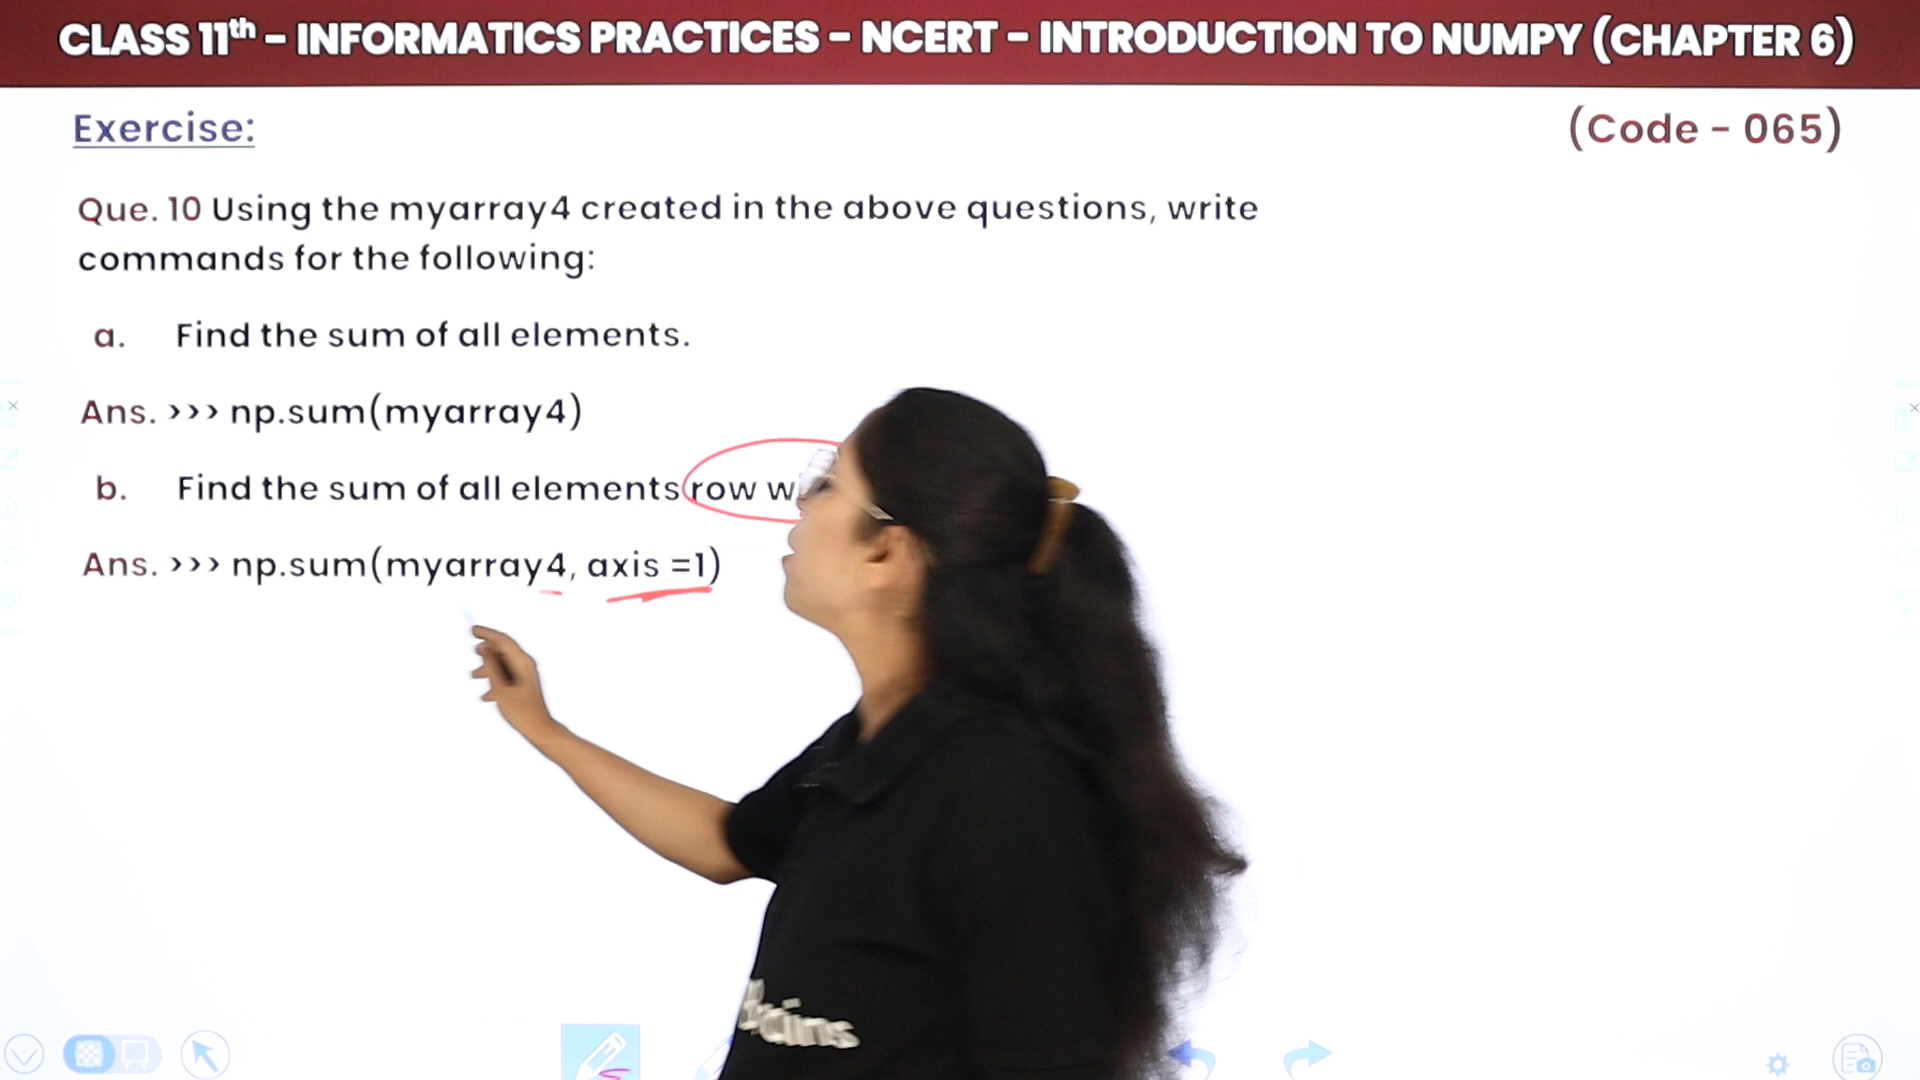 CLASS 11th - INFORMATICS PRACTICES - NCERT - INTRODUCTION TO NUMPY (CHAPTER 6)
Exercise:
(Code - 065)
Que. 10 Using the myarray4 created in the above questions, write
commands for the following:
a. Find the sum of all elements.
Ans. >>> np.sum(myarray4)
b. Find the sum of all elements row
Ans. >>> np.sum(myarray4, axis =1)